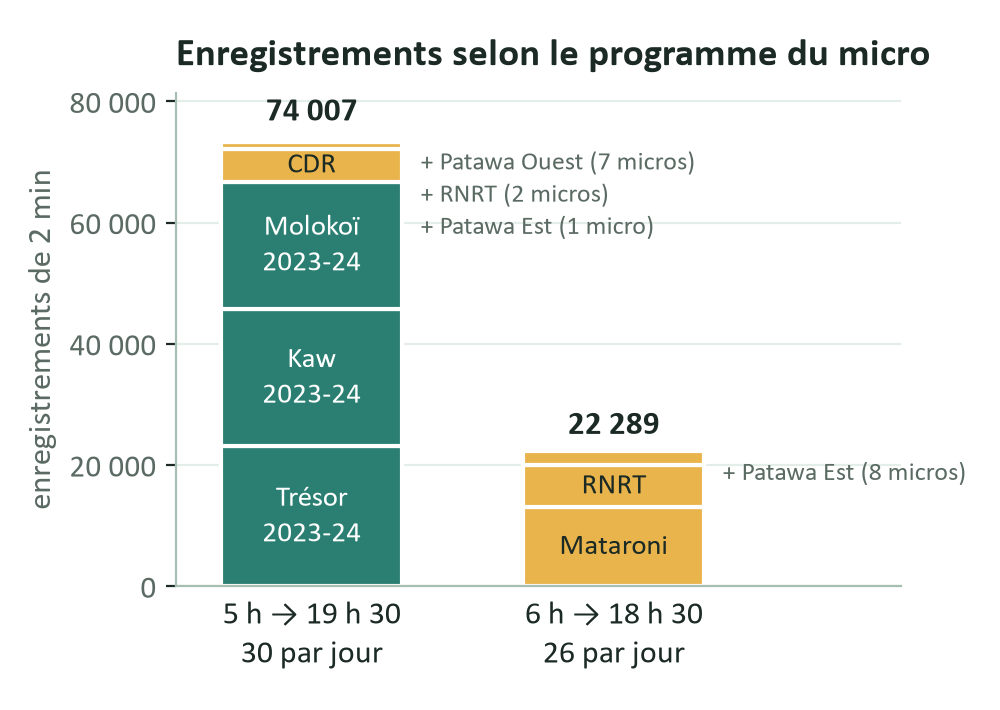 Enregistrements selon le programme du micro
enregistrements de 2 min
80 000
60 000
40 000
20 000
0
74 007
CDR
Molokoï
2023-24
Kaw
2023-24
Trésor
2023-24
+ Patawa Ouest (7 micros)
+ RNRT (2 micros)
+ Patawa Est (1 micro)
22 289
RNRT
Mataroni
+ Patawa Est (8 micros)
5 h → 19 h 30
30 par jour
6 h → 18 h 30
26 par jour